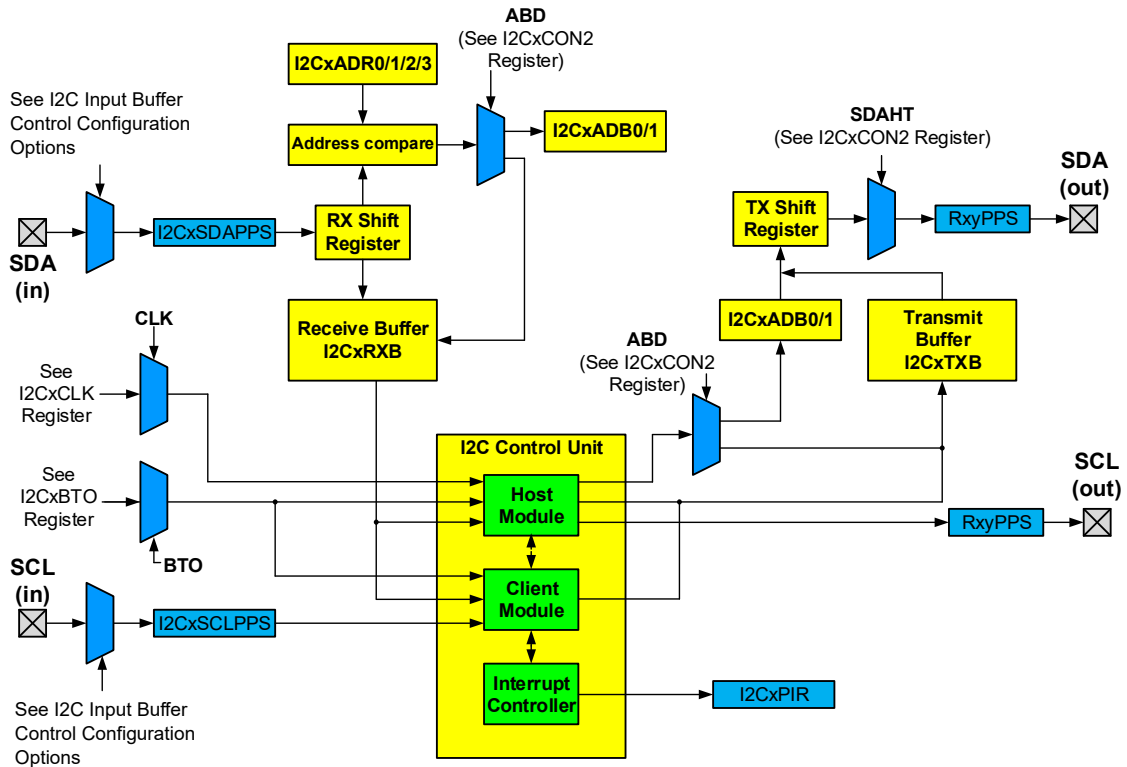 ABD
(See I2CxCON2
Register)
I2CxADR0/1/2/3
See I2C Input Buffer
Control Configuration
Options
Address compare
I2CxADB0/1
SDAHT
(See I2CxCON2 Register)
SDA
(out)
SDA
(in)
I2CxSDAPPS
RX Shift
Register
TX Shift
Register
RxyPPS
Receive Buffer
I2CxRXB
I2CxADB0/1
Transmit
Buffer
I2CxTXB
CLK
See
I2CxCLK
Register
ABD
(See I2CxCON2
Register)
I2C Control Unit
See
I2CxBTO
Register
BTO
Host
Module
RxyPPS
SCL
(out)
SCL
(in)
I2CxSCLPPS
Client
Module
Interrupt
Controller
I2CxPIR
See I2C Input Buffer
Control Configuration
Options